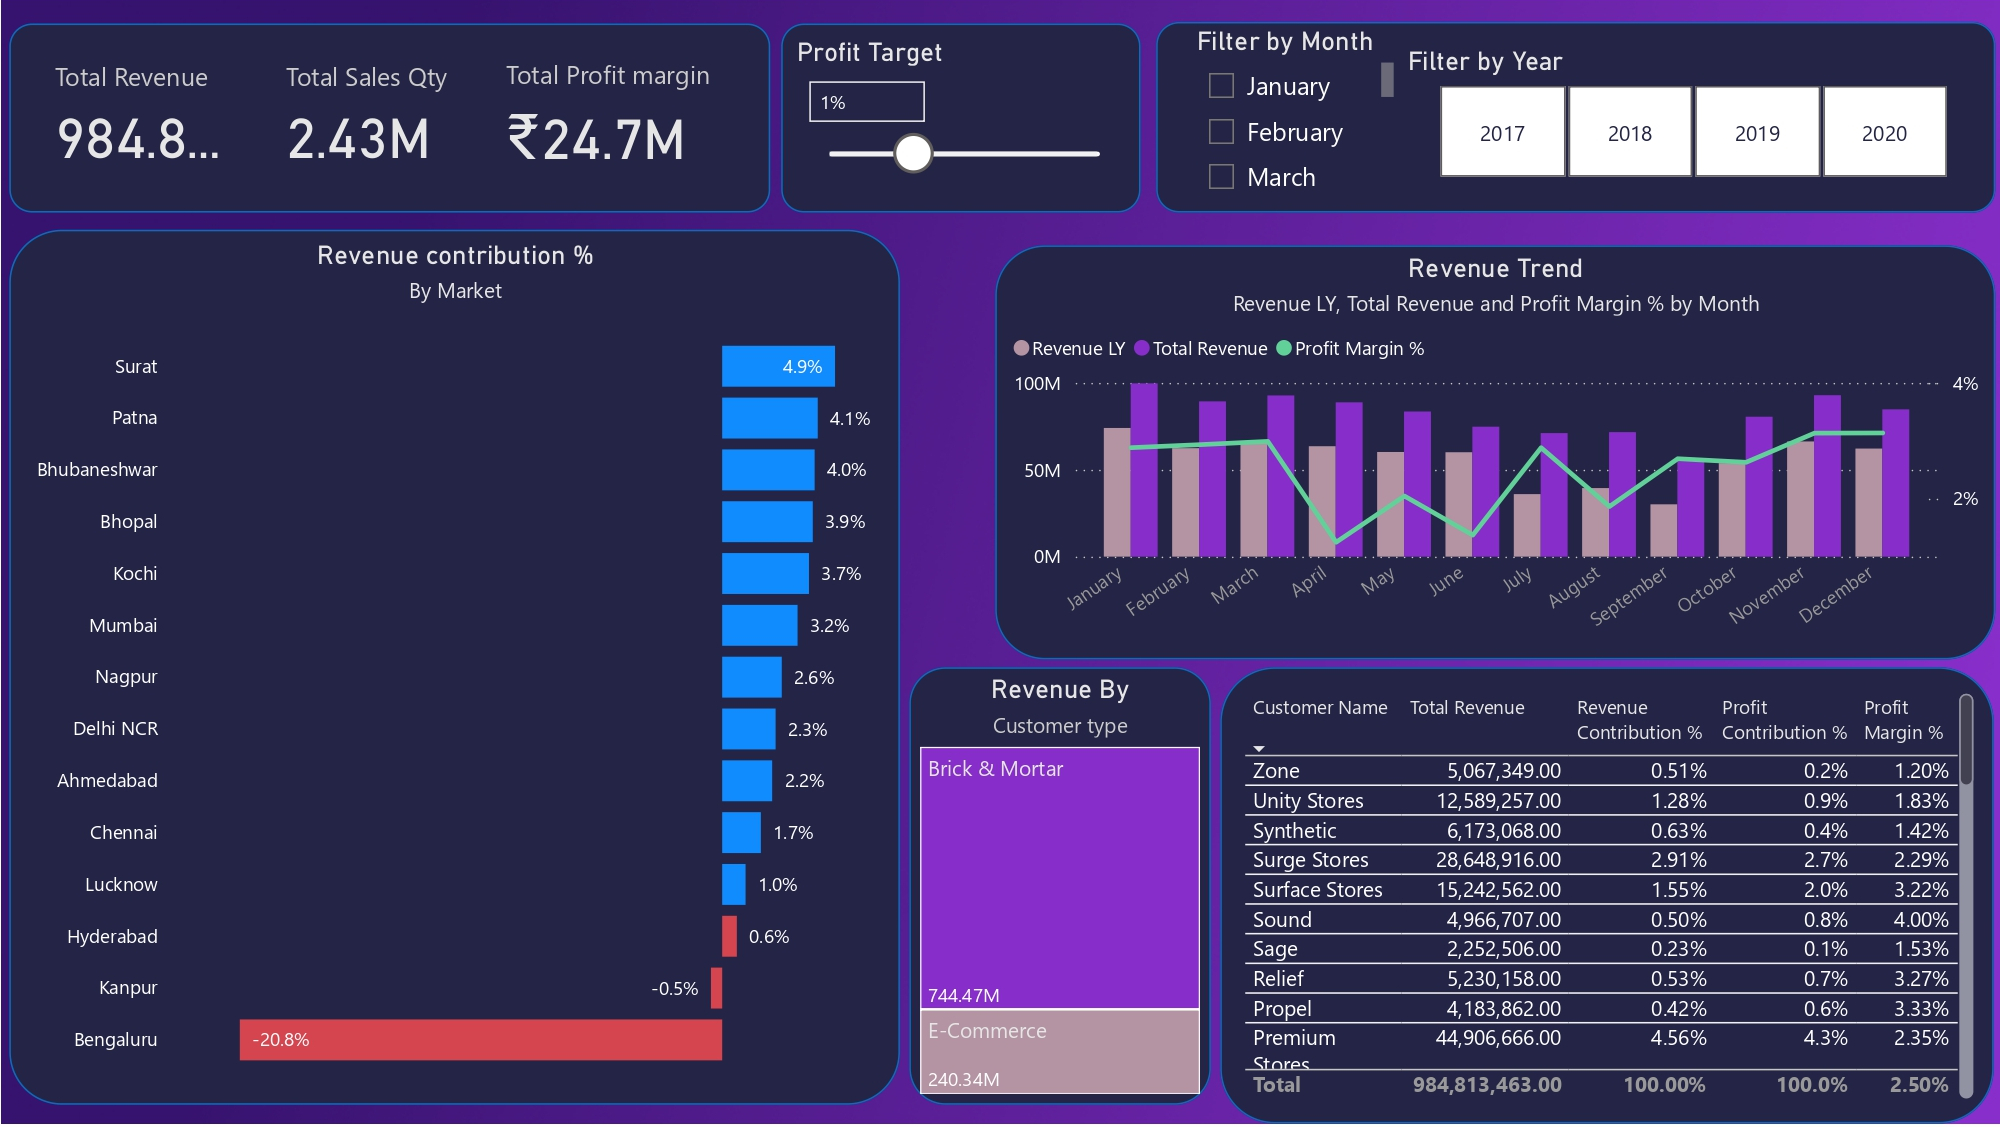 Total Revenue
984.8...
Total Sales Qty
2.43M
Total Profit margin
₹24.7M
Profit Target
1%
Filter by Month
January
February
March
Filter by Year
2017 2018 2019 2020
Revenue contribution %
By Market
Surat 4.9%
Patna 4.1%
Bhubaneshwar 4.0%
Bhopal 3.9%
Kochi 3.7%
Mumbai 3.2%
Nagpur 2.6%
Delhi NCR 2.3%
Ahmedabad 2.2%
Chennai 1.7%
Lucknow 1.0%
Hyderabad 0.6%
Kanpur -0.5%
Bengaluru -20.8%
Revenue Trend
Revenue LY, Total Revenue and Profit Margin % by Month
Revenue LY Total Revenue Profit Margin %
100M 4%
50M 2%
0M
January February March April May June July August September October November December
Revenue By
Customer type
Brick & Mortar
744.47M
E-Commerce
240.34M
Customer Name Total Revenue Revenue Contribution % Profit Contribution % Profit Margin %
Zone 5,067,349.00 0.51% 0.2% 1.20%
Unity Stores 12,589,257.00 1.28% 0.9% 1.83%
Synthetic 6,173,068.00 0.63% 0.4% 1.42%
Surge Stores 28,648,916.00 2.91% 2.7% 2.29%
Surface Stores 15,242,562.00 1.55% 2.0% 3.22%
Sound 4,966,707.00 0.50% 0.8% 4.00%
Sage 2,252,506.00 0.23% 0.1% 1.53%
Relief 5,230,158.00 0.53% 0.7% 3.27%
Propel 4,183,862.00 0.42% 0.6% 3.33%
Premium 44,906,666.00 4.56% 4.3% 2.35%
Stores
Total 984,813,463.00 100.00% 100.0% 2.50%